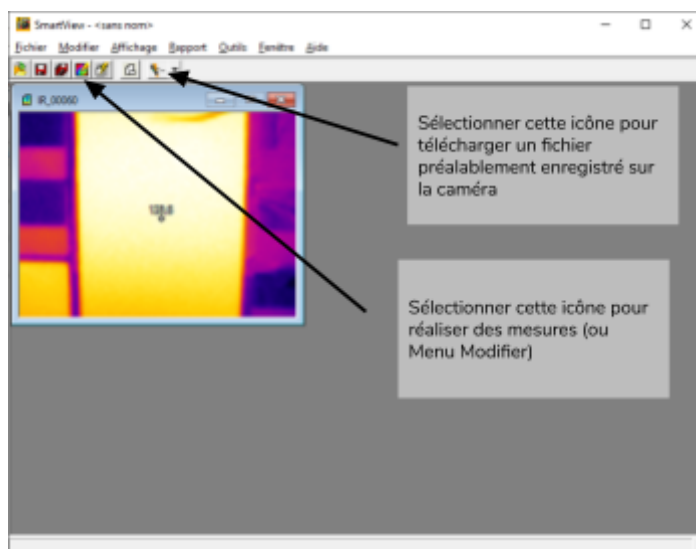 SmartView - <sans nom>
Fichier Modifier Affichage Rapport Outils Fenêtre Aide
IR_00060
Sélectionner cette icône pour
télécharger un fichier
préalablement enregistré sur
la caméra
Sélectionner cette icône pour
réaliser des mesures (ou
Menu Modifier)